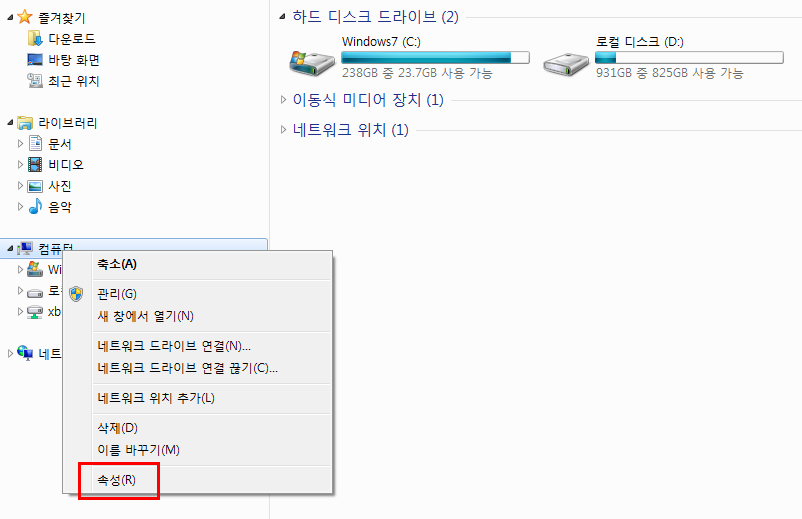 즐겨찾기
다운로드
바탕 화면
최근 위치
라이브러리
문서
비디오
사진
음악
컴퓨터
Wi
로
xb
네트
축소(A)
관리(G)
새 창에서 열기(N)
네트워크 드라이브 연결(N)...
네트워크 드라이브 연결 끊기(C)...
네트워크 위치 추가(L)
삭제(D)
이름 바꾸기(M)
속성(R)
하드 디스크 드라이브 (2)
Windows7 (C:)
238GB 중 23.7GB 사용 가능
로컬 디스크 (D:)
931GB 중 825GB 사용 가능
이동식 미디어 장치 (1)
네트워크 위치 (1)